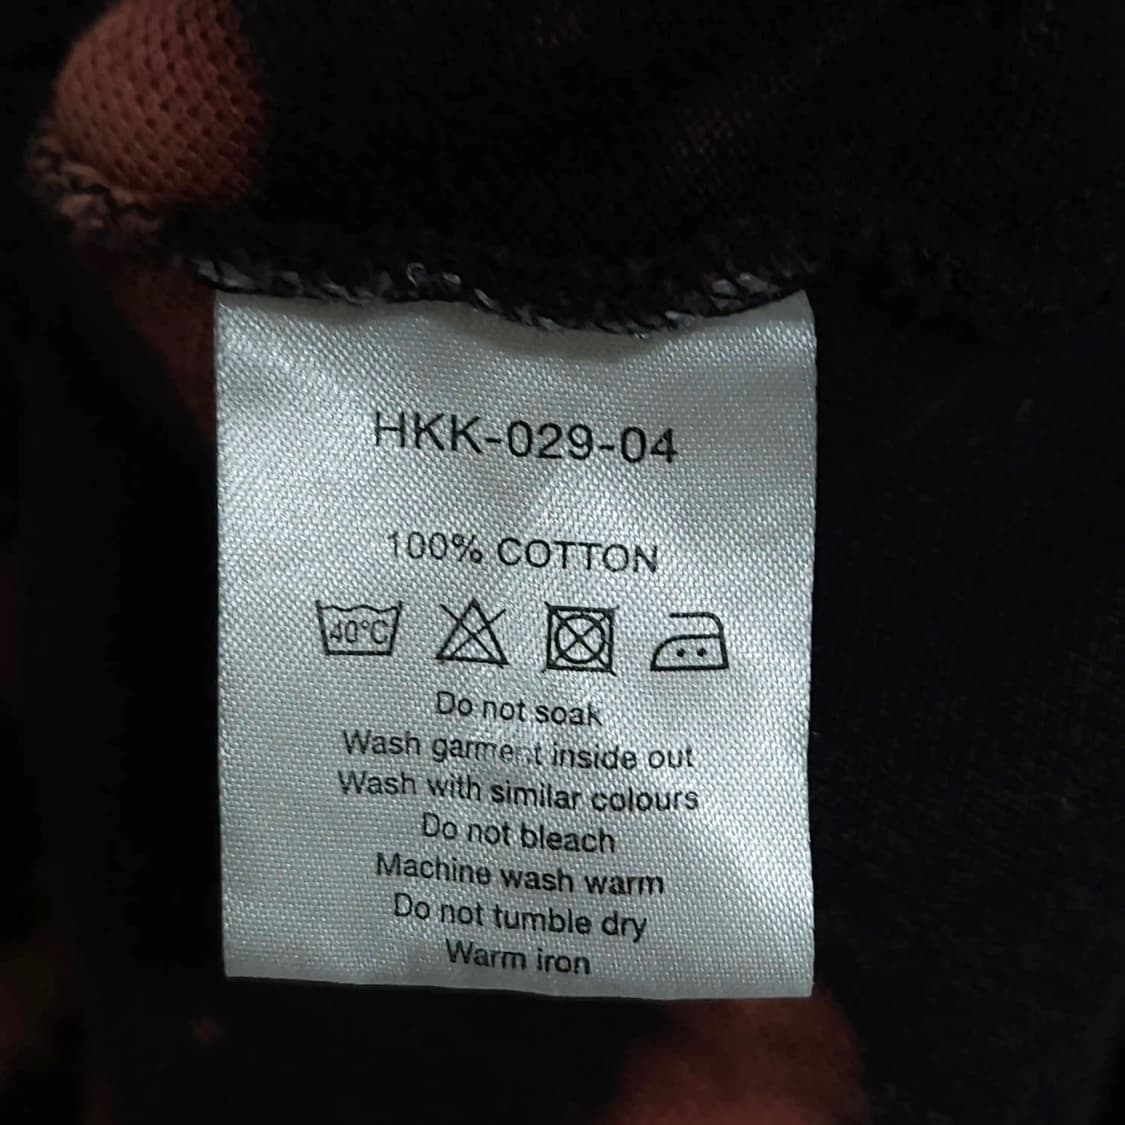 HKK-029-04
100% COTTON
40°C
Do not soak
Wash garment inside out
Wash with similar colours
Do not bleach
Machine wash warm
Do not tumble dry
Warm iron